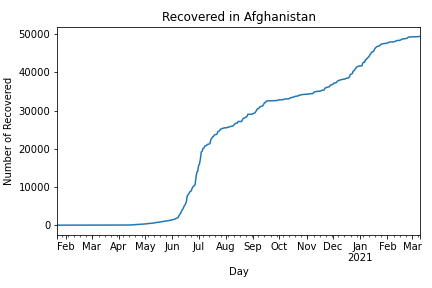 Recovered in Afghanistan
50000
40000
30000
20000
10000
0
Number of Recovered
Feb Mar Apr May Jun Jul Aug Sep Oct Nov Dec Jan Feb Mar
2021
Day